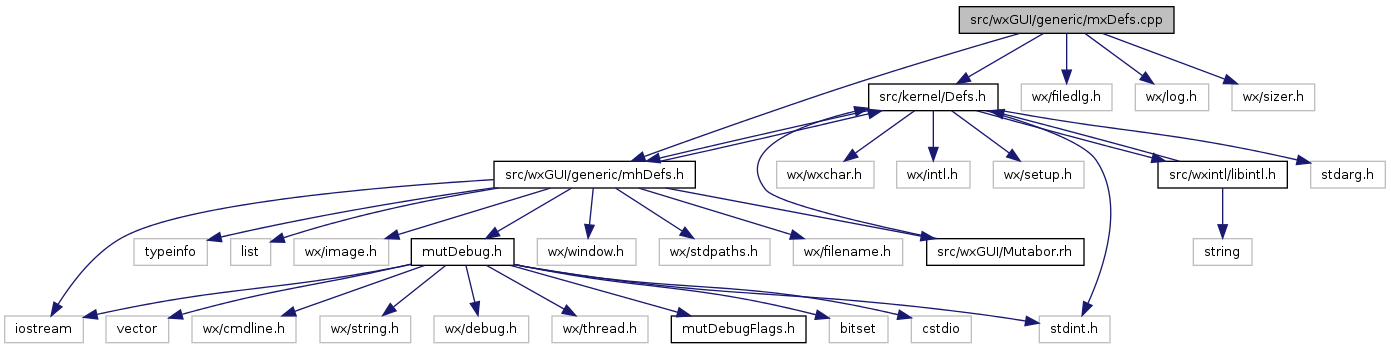 src/wxGUI/generic/mxDefs.cpp
src/kernel/Defs.h
wx/filedlg.h
wx/log.h
wx/sizer.h
src/wxGUI/generic/mhDefs.h
wx/wxchar.h
wx/intl.h
wx/setup.h
src/wxintl/libintl.h
stdarg.h
typeinfo
list
wx/image.h
mutDebug.h
wx/window.h
wx/stdpaths.h
wx/filename.h
src/wxGUI/Mutabor.rh
string
iostream
vector
wx/cmdline.h
wx/string.h
wx/debug.h
wx/thread.h
mutDebugFlags.h
bitset
cstdio
stdint.h